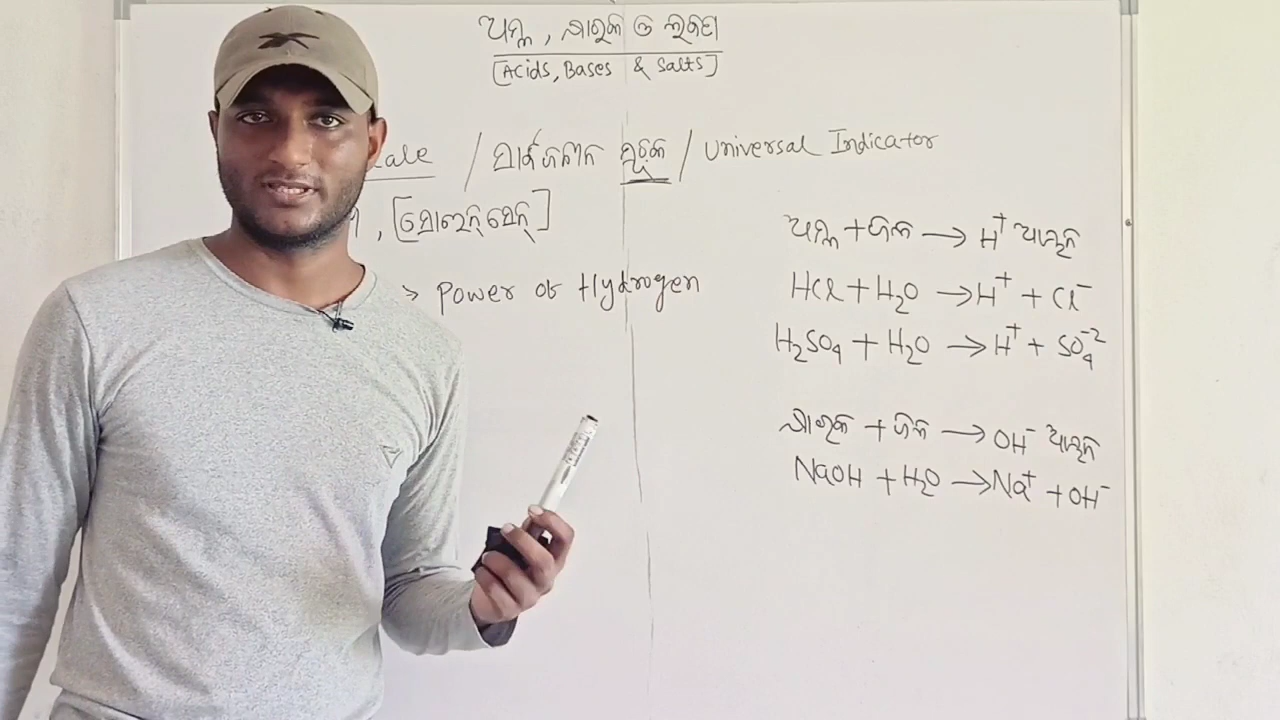 ଅମ୍ଳ, କ୍ଷାରକ ଓ ଲବଣ
[Acids, Bases & Salts]
/ ସାର୍ବଜନୀନ ସୂଚକ / Universal Indicator
, [ପୋଟେନ୍ସ ହାଇଡ୍ରୋଜେନ୍]
> Power of Hydrogen
ଅମ୍ଳ + ଜଳ → H⁺ ଆୟନ
HCl + H₂O → H⁺ + Cl⁻
H₂SO₄ + H₂O → H⁺ + SO₄⁻²
କ୍ଷାରକ + ଜଳ → OH⁻ ଆୟନ
NaOH + H₂O → Na⁺ + OH⁻